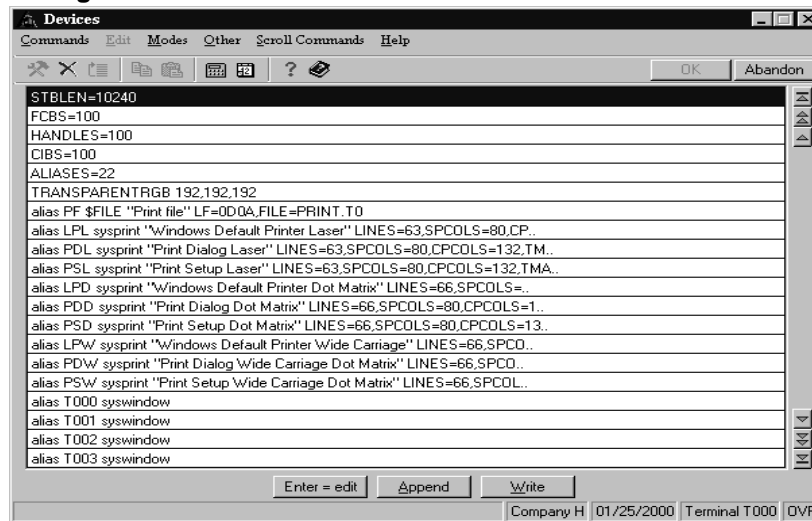 Devices
Commands Edit Modes Other Scroll Commands Help
OK Abandon
STBLEN=10240
FCBS=100
HANDLES=100
CIBS=100
ALIASES=22
TRANSPARENTRGB 192,192,192
alias PF $FILE "Print file" LF=0D0A,FILE=PRINT.T0
alias LPL sysprint "Windows Default Printer Laser" LINES=63,SPCOLS=80,CP..
alias PDL sysprint "Print Dialog Laser" LINES=63,SPCOLS=80,CPCOLS=132,TM..
alias PSL sysprint "Print Setup Laser" LINES=63,SPCOLS=80,CPCOLS=132,TMA..
alias LPD sysprint "Windows Default Printer Dot Matrix" LINES=66,SPCOLS=..
alias PDD sysprint "Print Dialog Dot Matrix" LINES=66,SPCOLS=80,CPCOLS=1..
alias PSD sysprint "Print Setup Dot Matrix" LINES=66,SPCOLS=80,CPCOLS=13..
alias LPW sysprint "Windows Default Printer Wide Carriage" LINES=66,SPCO..
alias PDW sysprint "Print Dialog Wide Carriage Dot Matrix" LINES=66,SPCO..
alias PSW sysprint "Print Setup Wide Carriage Dot Matrix" LINES=66,SPCOL..
alias T000 syswindow
alias T001 syswindow
alias T002 syswindow
alias T003 syswindow
Enter = edit Append Write
Company H 01/25/2000 Terminal T000